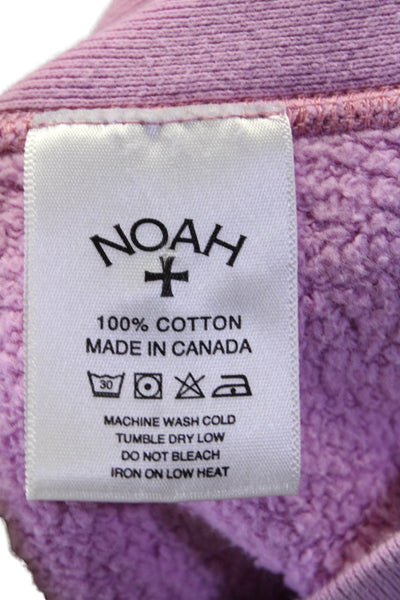 NOAH
100% COTTON
MADE IN CANADA
30
MACHINE WASH COLD
TUMBLE DRY LOW
DO NOT BLEACH
IRON ON LOW HEAT